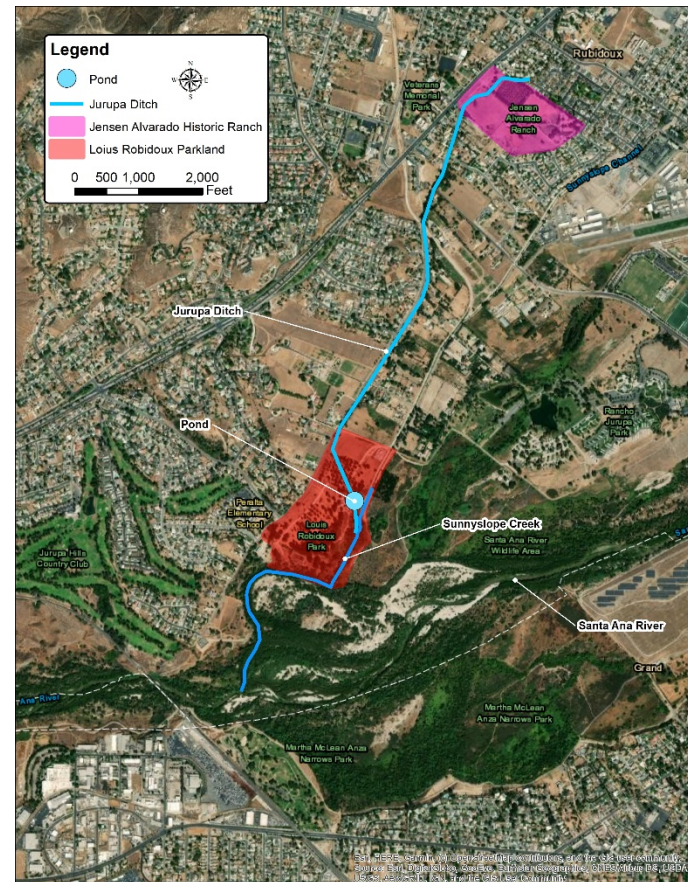 Legend
Pond
Jurupa Ditch
Jensen Alvarado Historic Ranch
Loius Robidoux Parkland
0 500 1,000 2,000
Feet
N
W E
S
Rubidoux
Veterans
Memorial
Park
Jensen
Alvarado
Ranch
Sunnyslope Channel
Jurupa Ditch
Rancho
Jurupa
Park
Pond
Peralta
Elementary
School
Louis
Robidoux
Park
Sunnyslope Creek
Santa Ana River
Wildlife Area
Jurupa Hills
Country Club
Santa Ana River
Grand
Ana River
Martha McLean
Anza Narrows Park
Martha McLean Anza
Narrows Park